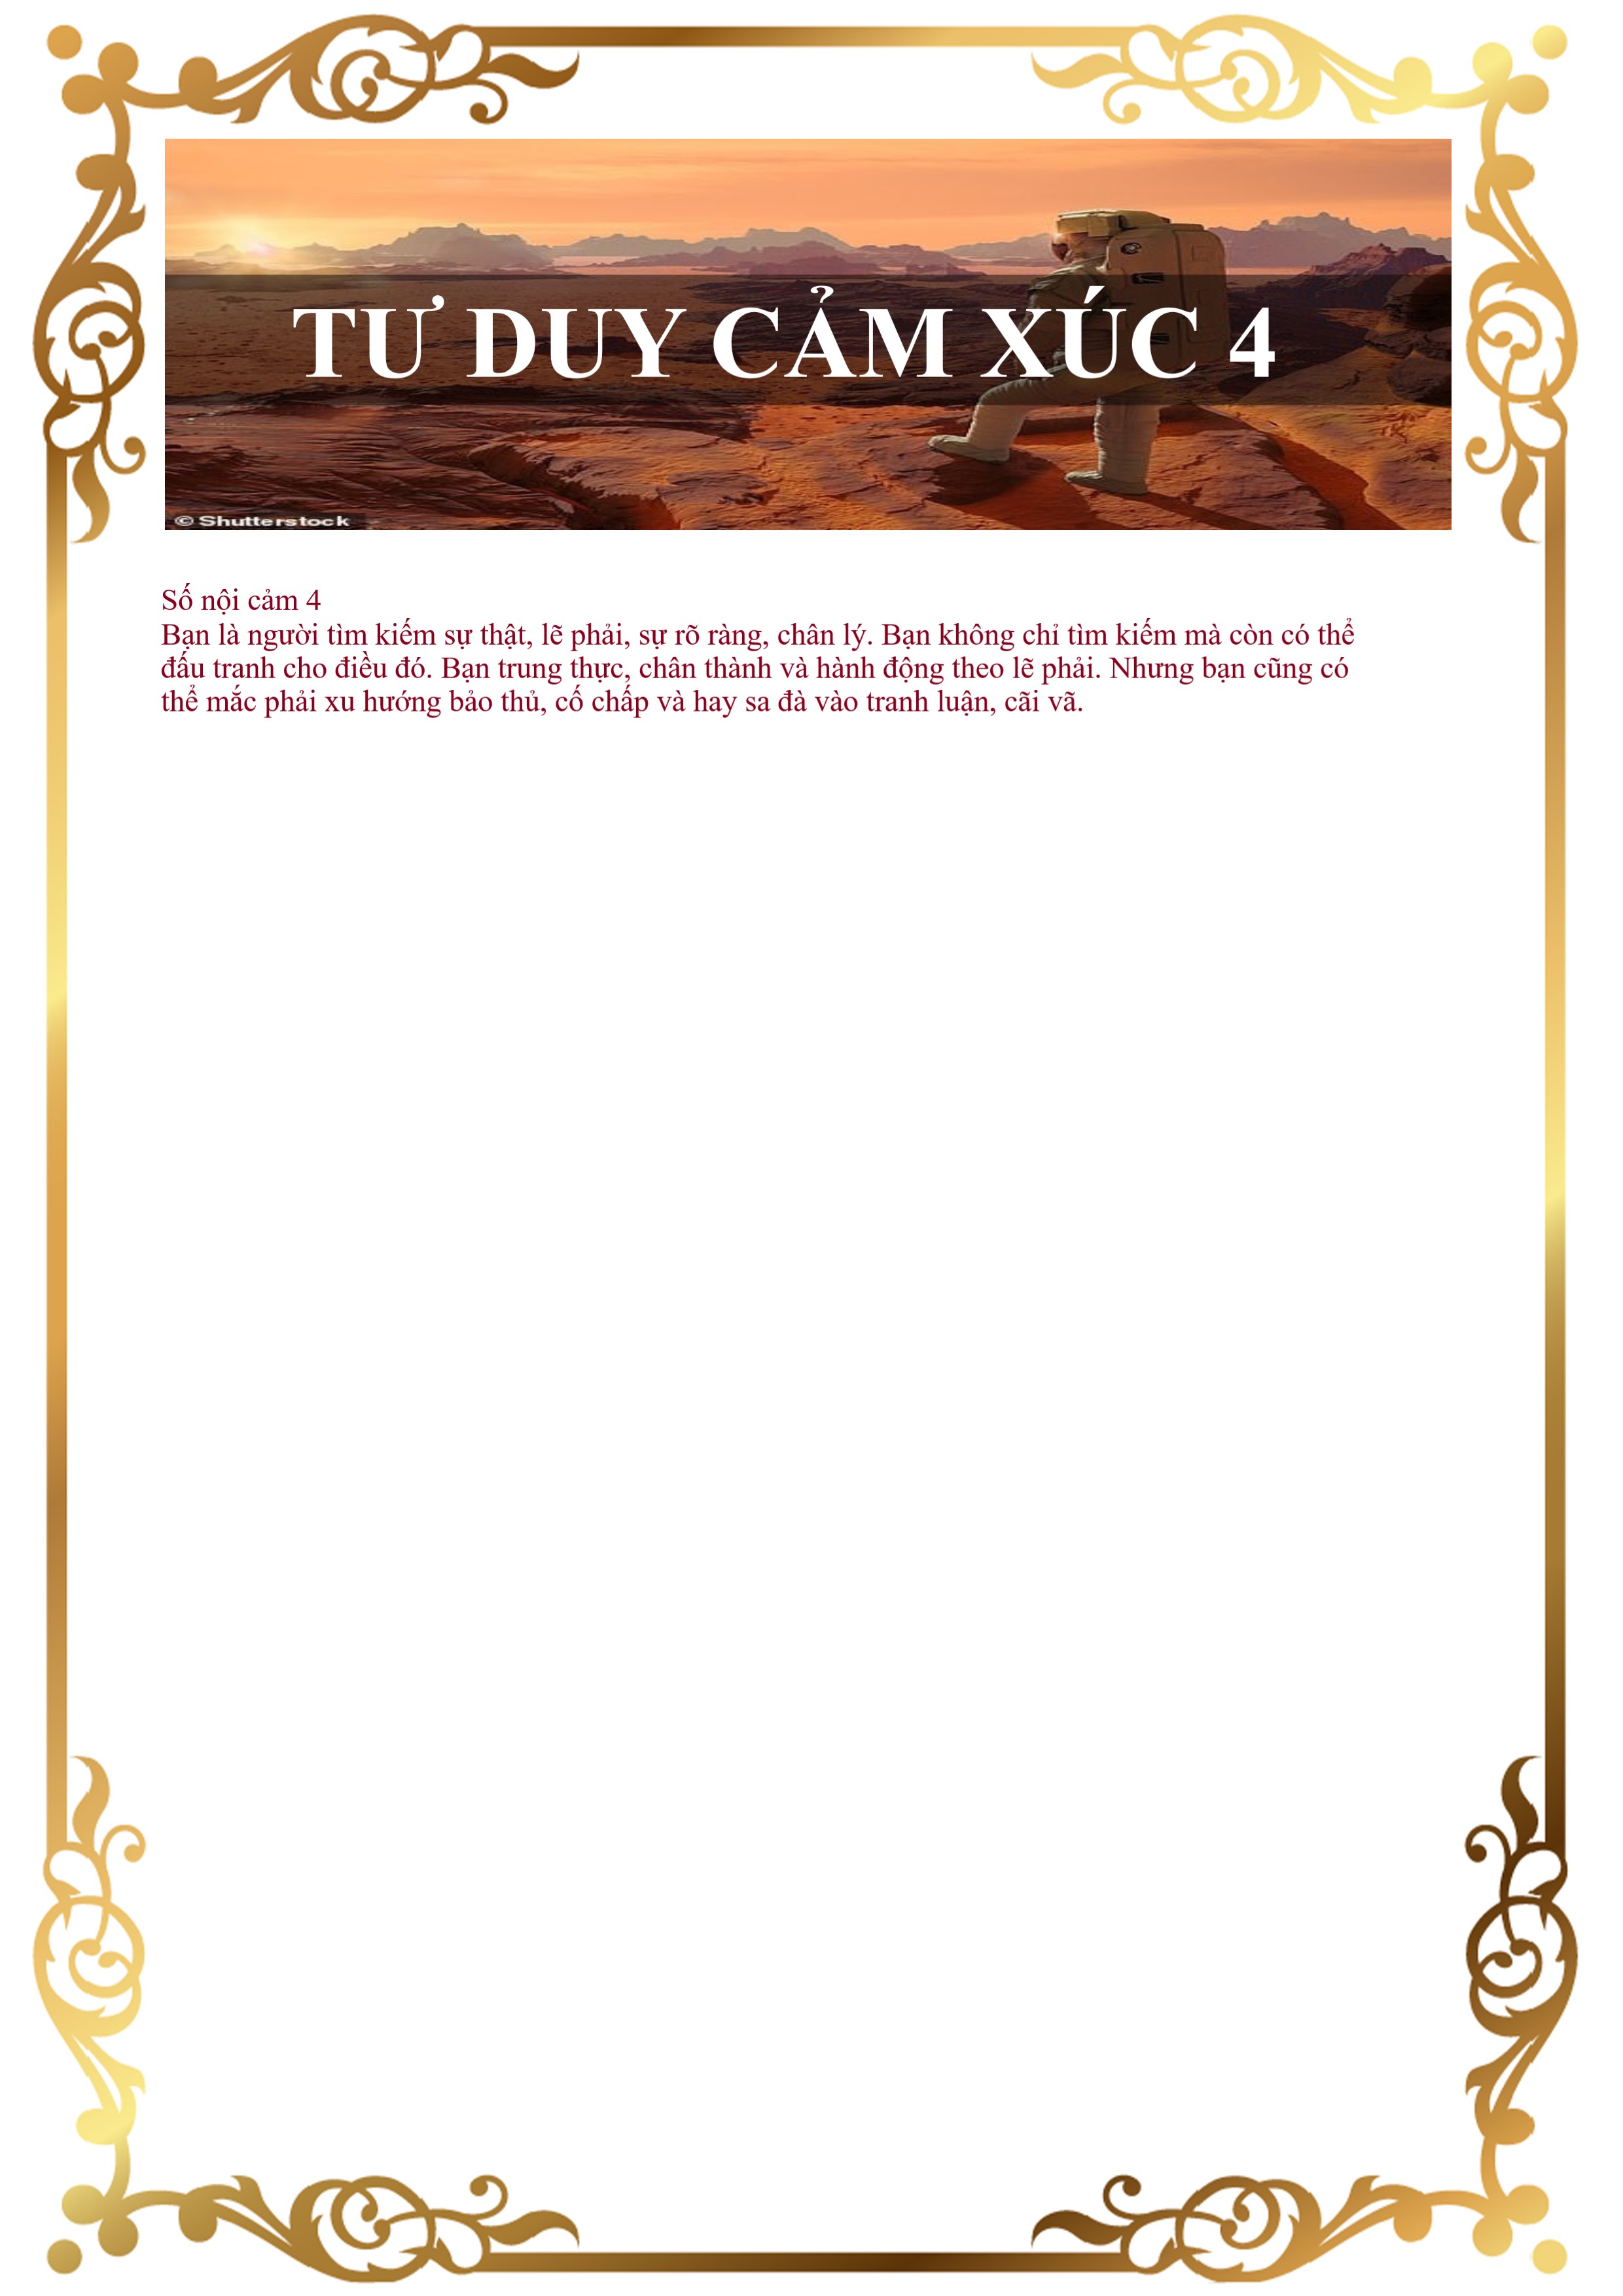 TƯ DUY CẢM XÚC 4
© Shutterstock
Số nội cảm 4
Bạn là người tìm kiếm sự thật, lẽ phải, sự rõ ràng, chân lý. Bạn không chỉ tìm kiếm mà còn có thể
đấu tranh cho điều đó. Bạn trung thực, chân thành và hành động theo lẽ phải. Nhưng bạn cũng có
thể mắc phải xu hướng bảo thủ, cố chấp và hay sa đà vào tranh luận, cãi vã.